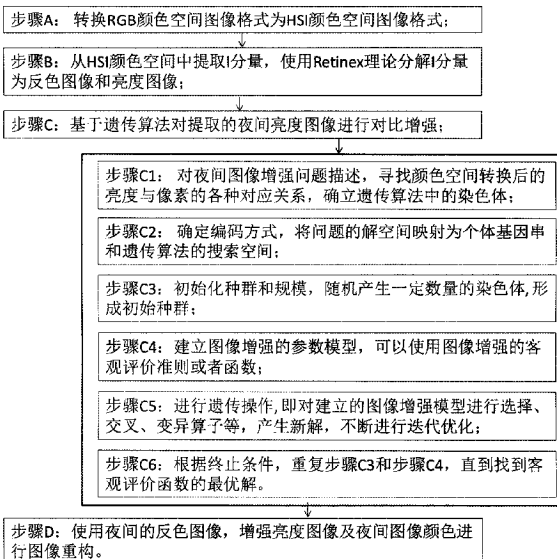 步骤A： 转换RGB颜色空间图像格式为HSI颜色空间图像格式；
步骤B：从HSI颜色空间中提取I分量，使用Retinex理论分解I分量
为反色图像和亮度图像；
步骤C：基于遗传算法对提取的夜间亮度图像进行对比增强；
步骤C1： 对夜间图像增强问题描述，寻找颜色空间转换后的
亮度与像素的各种对应关系，确立遗传算法中的染色体；
步骤C2： 确定编码方式，将问题的解空间映射为个体基因串
和遗传算法的搜索空间；
步骤C3：初始化种群和规模，随机产生一定数量的染色体,形
成初始种群；
步骤C4：建立图像增强的参数模型，可以使用图像增强的客
观评价准则或者函数；
步骤C5：进行遗传操作,即对建立的图像增强模型进行选择、
交叉、变异算子等，产生新解，不断进行迭代优化；
步骤C6：根据终止条件，重复步骤C3和步骤C4，直到找到客
观评价函数的最优解。
步骤D：使用夜间的反色图像，增强亮度图像及夜间图像颜色进
行图像重构。